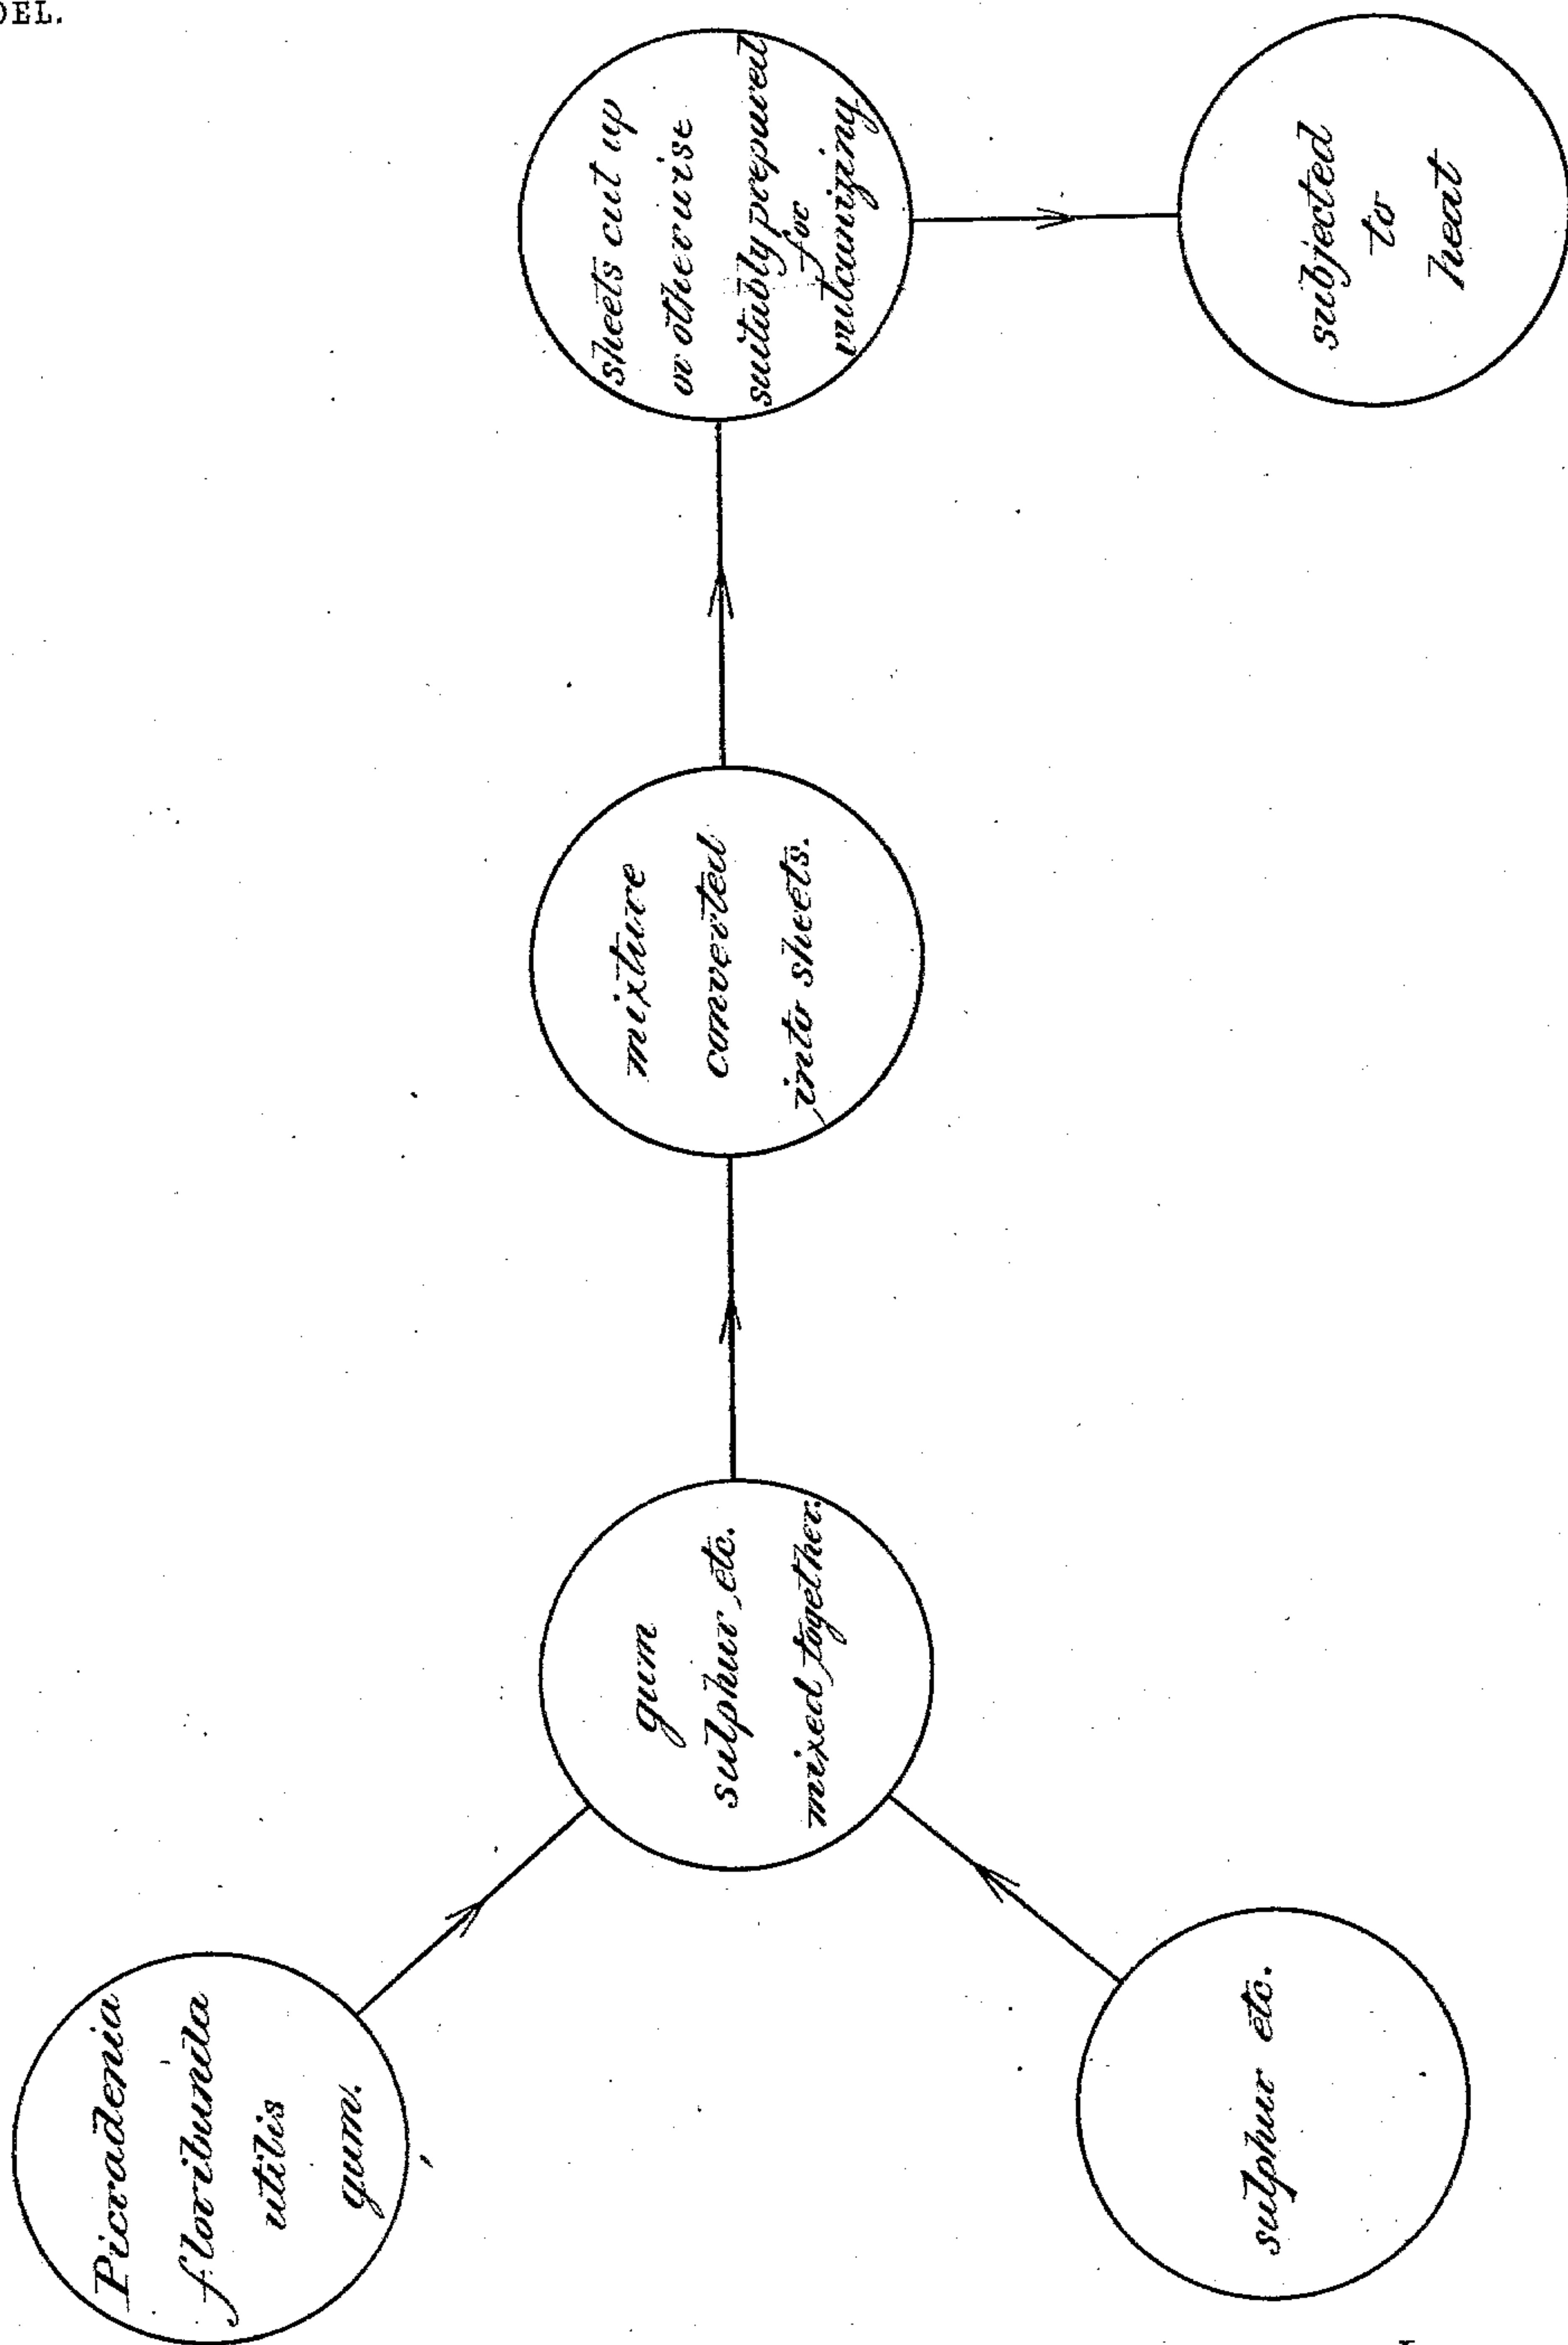 DEL.
Picradenia
floribunda
utilis
gum.
sulphur etc.
gum
sulphur, etc.
mixed together.
mixture
converted
into sheets.
sheets cut up
or otherwise
suitably prepared
for
vulcanizing
subjected
to
heat